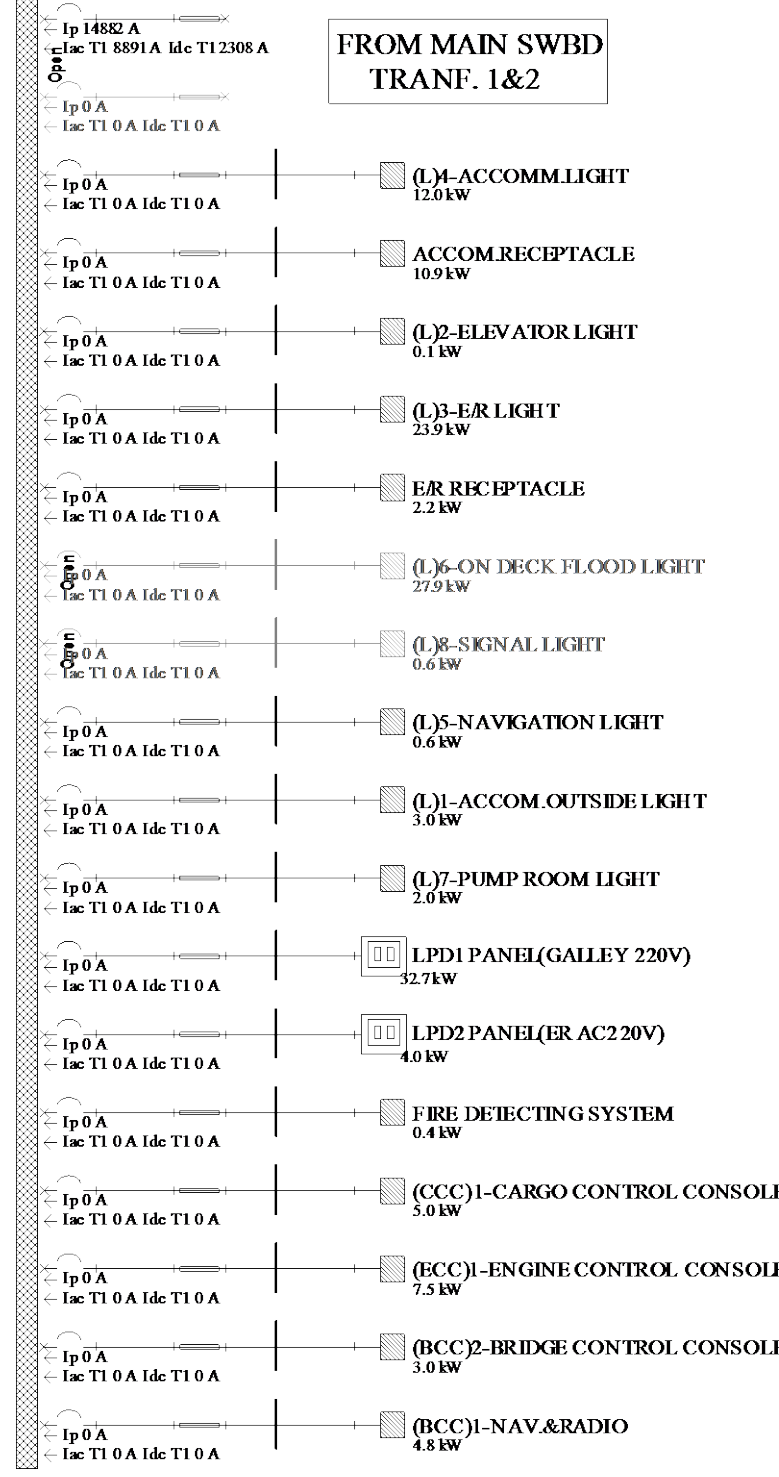 Ip 14882 A
Iac T1 8891 A Idc T1 2308 A
Open
FROM MAIN SWBD
TRANF. 1&2
Ip 0 A
Iac T1 0 A Idc T1 0 A
(L)4-ACCOMM.LIGHT
12.0 kW
Ip 0 A
Iac T1 0 A Idc T1 0 A
ACCOM.RECEPTACLE
10.9 kW
Ip 0 A
Iac T1 0 A Idc T1 0 A
(L)2-ELEVATOR LIGHT
0.1 kW
Ip 0 A
Iac T1 0 A Idc T1 0 A
(L)3-E/R LIGHT
23.9 kW
Ip 0 A
Iac T1 0 A Idc T1 0 A
E/R RECEPTACLE
2.2 kW
Ip 0 A
Iac T1 0 A Idc T1 0 A
(L)6-ON DECK FLOOD LIGHT
27.9 kW
Open
Ip 0 A
Iac T1 0 A Idc T1 0 A
(L)8-SIGNAL LIGHT
0.6 kW
Open
Ip 0 A
Iac T1 0 A Idc T1 0 A
(L)5-NAVIGATION LIGHT
0.6 kW
Ip 0 A
Iac T1 0 A Idc T1 0 A
(L)1-ACCOM.OUTSIDE LIGHT
3.0 kW
Ip 0 A
Iac T1 0 A Idc T1 0 A
(L)7-PUMP ROOM LIGHT
2.0 kW
Ip 0 A
Iac T1 0 A Idc T1 0 A
LPD1 PANEL(GALLEY 220V)
32.7 kW
Ip 0 A
Iac T1 0 A Idc T1 0 A
LPD2 PANEL(ER AC220V)
4.0 kW
Ip 0 A
Iac T1 0 A Idc T1 0 A
FIRE DETECTING SYSTEM
0.4 kW
Ip 0 A
Iac T1 0 A Idc T1 0 A
(CCC)1-CARGO CONTROL CONSOLE
5.0 kW
Ip 0 A
Iac T1 0 A Idc T1 0 A
(ECC)1-ENGINE CONTROL CONSOLE
7.5 kW
Ip 0 A
Iac T1 0 A Idc T1 0 A
(BCC)2-BRIDGE CONTROL CONSOLE
3.0 kW
Ip 0 A
Iac T1 0 A Idc T1 0 A
(BCC)1-NAV.&RADIO
4.8 kW
Ip 0 A
Iac T1 0 A Idc T1 0 A